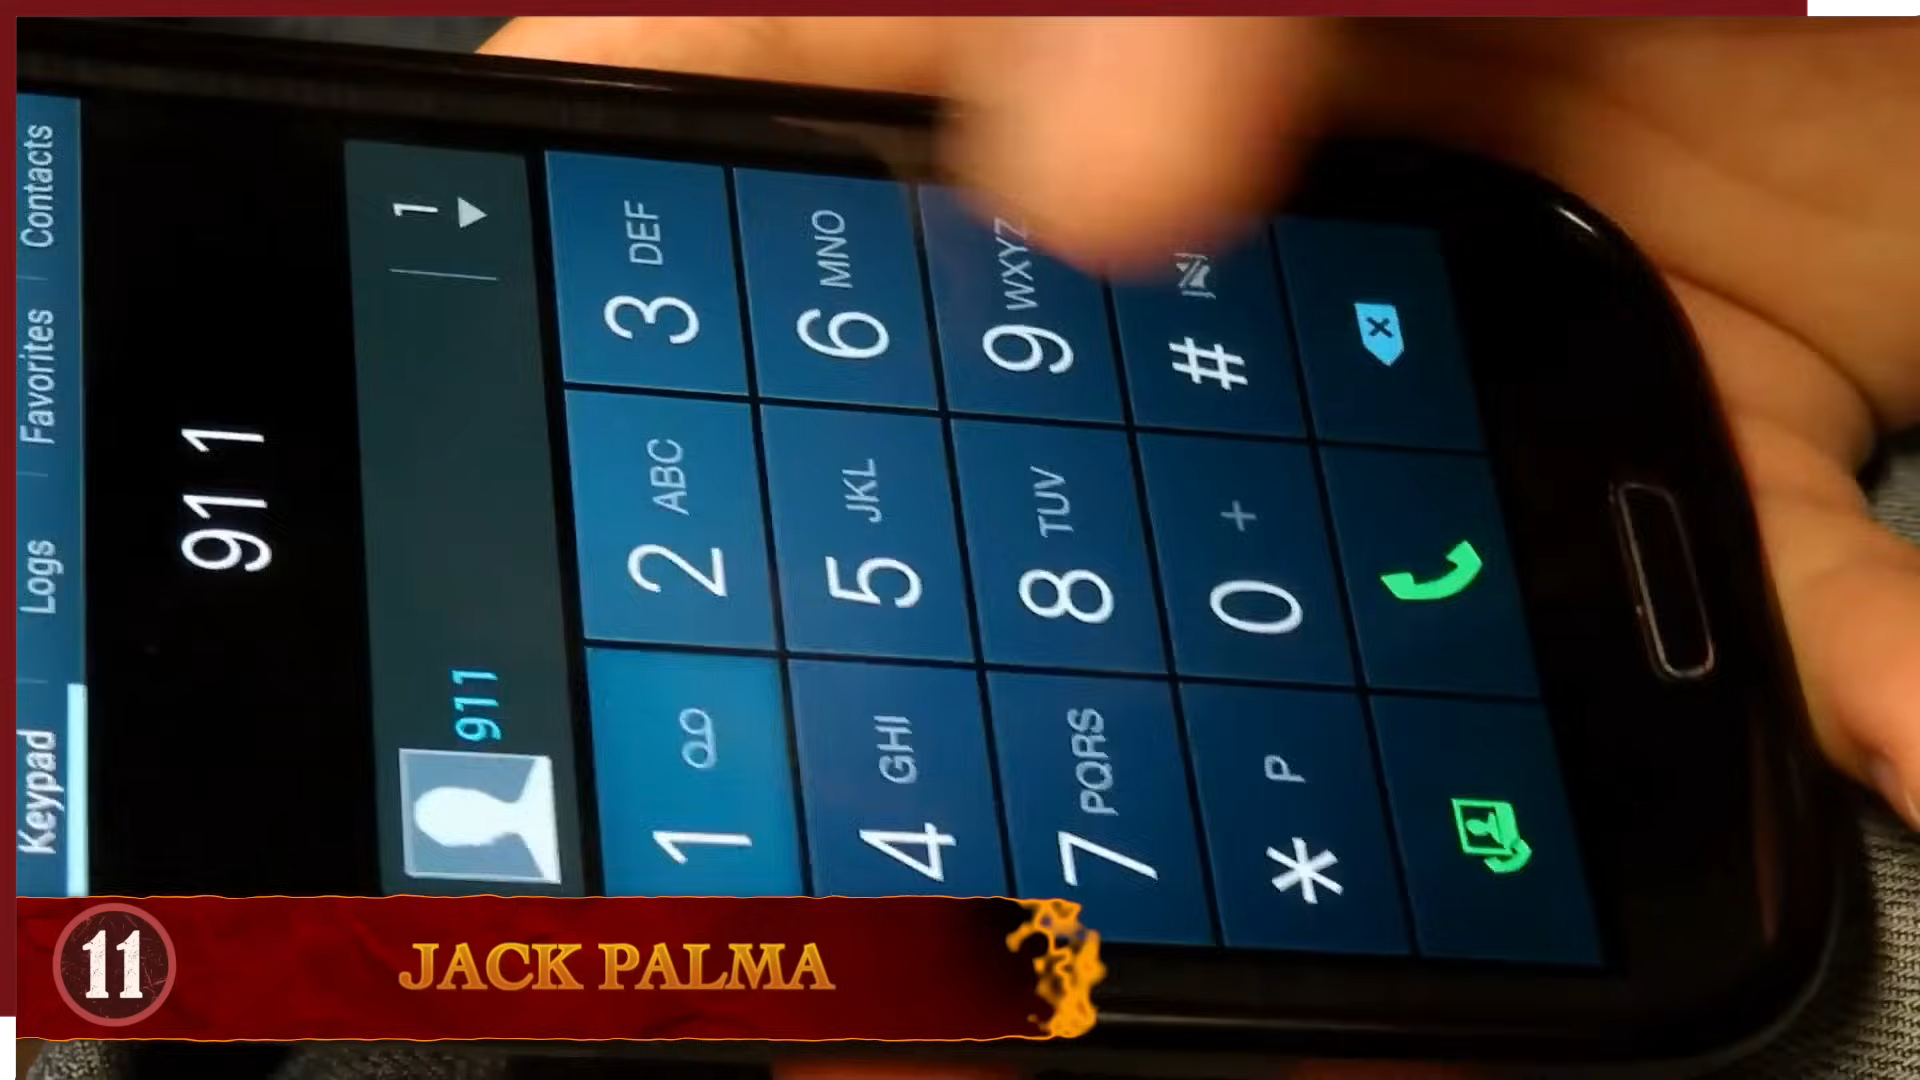 Keypad
Logs
Favorites
Contacts
911
911
1
1
2 ABC
3 DEF
4 GHI
5 JKL
6 MNO
7 PQRS
8 TUV
9 WXYZ
* P
0 +
#
11
JACK PALMA